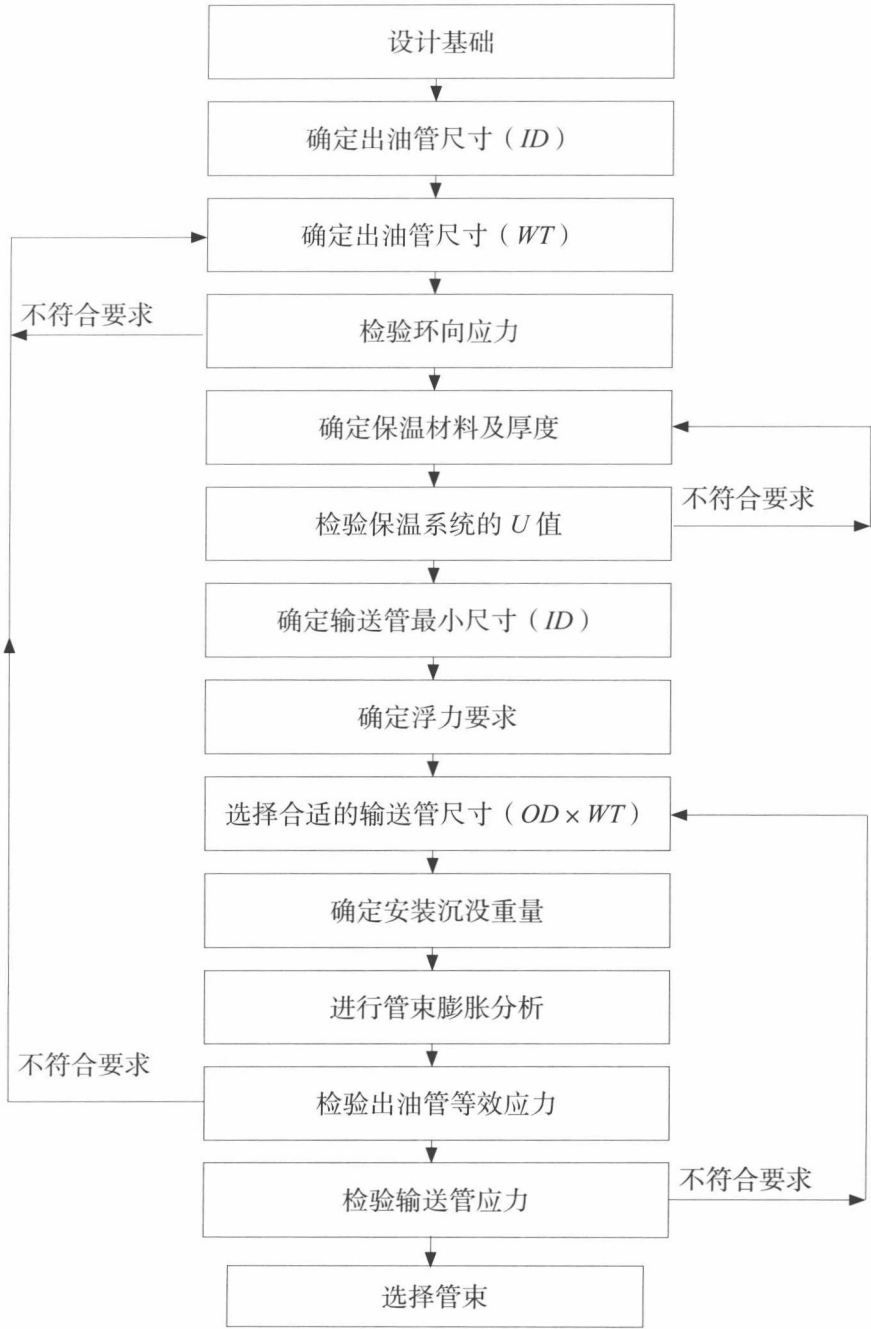 设计基础
确定出油管尺寸（ID）
确定出油管尺寸（WT）
不符合要求
检验环向应力
确定保温材料及厚度
不符合要求
检验保温系统的 U 值
确定输送管最小尺寸（ID）
确定浮力要求
选择合适的输送管尺寸（OD × WT）
确定安装沉没重量
进行管束膨胀分析
不符合要求
检验出油管等效应力
不符合要求
检验输送管应力
选择管束